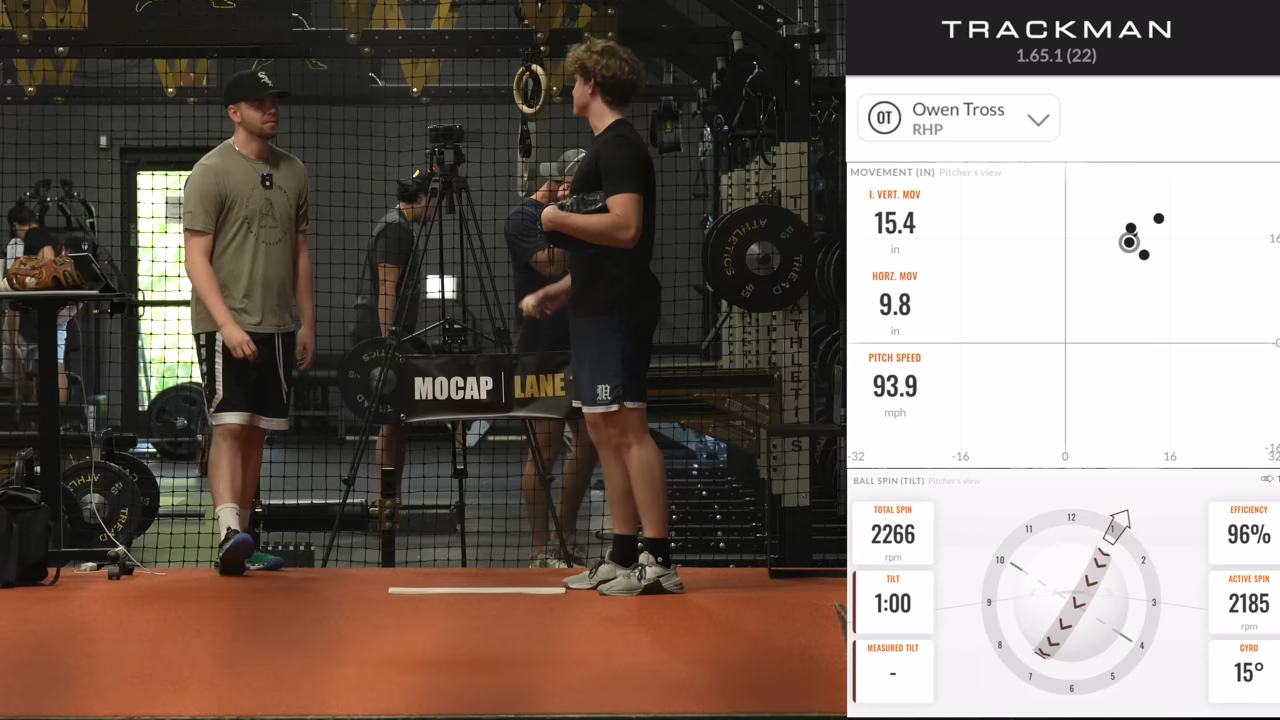 TRACKMAN
1.65.1 (22)
OT
Owen Tross
RHP
MOVEMENT (IN) Pitcher's view
I. VERT. MOV
15.4
in
HORZ. MOV
9.8
in
PITCH SPEED
93.9
mph
16
-32 -16 0 16
BALL SPIN (TILT) Pitcher's view
TOTAL SPIN
2266
rpm
TILT
1:00
MEASURED TILT
-
12
1
2
3
4
5
6
7
8
9
10
11
EFFICIENCY
96%
ACTIVE SPIN
2185
rpm
GYRO
15°
MOCAP | LANE
TREAD
ATHLETICS
45